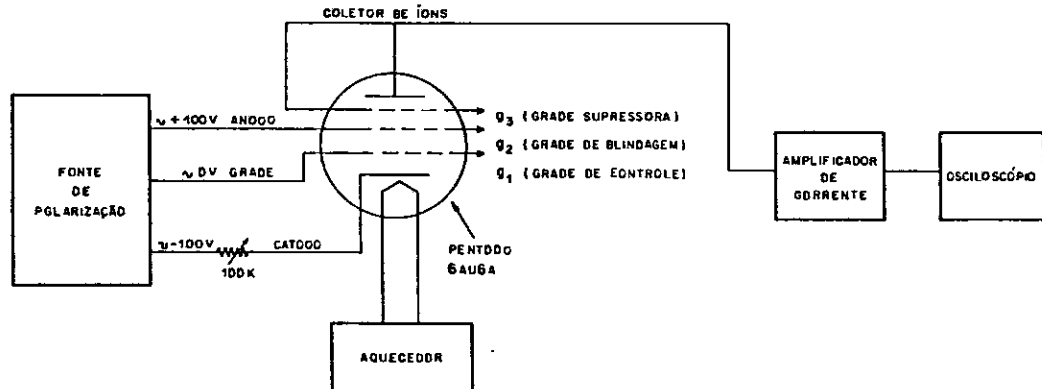 COLETOR BE ÍONS
g3 (GRADE SUPRESSORA)
∿+100V ANODO
g2 (GRADE DE BLINDAGEM)
∿ 0V GRADE
g1 (GRADE DE CONTROLE)
FONTE
DE
POLARIZAÇÃO
∿-100V
CATODO
100K
PENTODO
6AU6A
AMPLIFICADOR
DE
CORRENTE
OSCILOSCÓPIO
AQUECEDOR